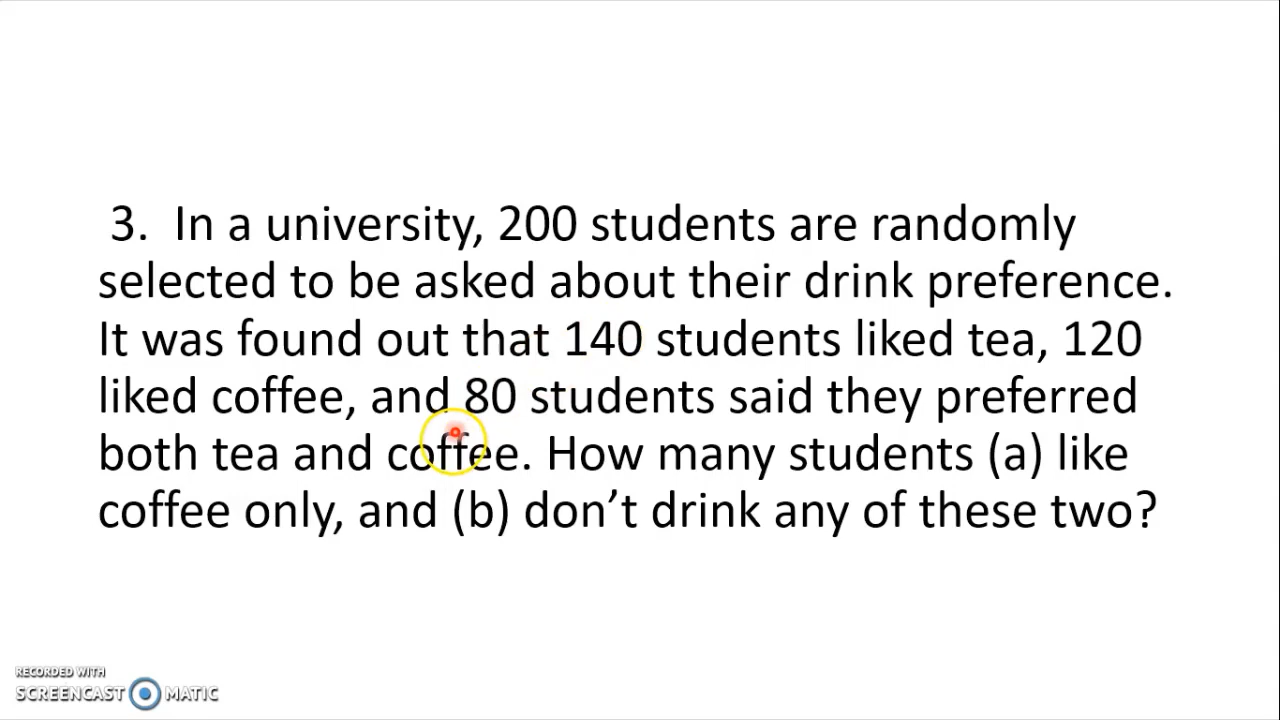 3. In a university, 200 students are randomly
selected to be asked about their drink preference.
It was found out that 140 students liked tea, 120
liked coffee, and 80 students said they preferred
both tea and coffee. How many students (a) like
coffee only, and (b) don’t drink any of these two?
RECORDED WITH
SCREENCAST MATIC